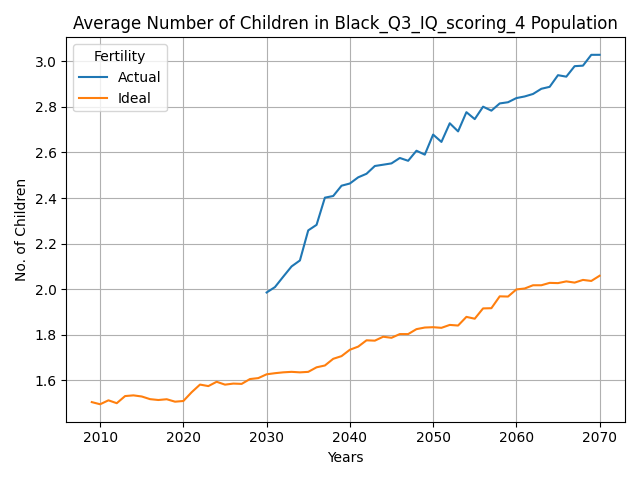 Average Number of Children in Black_Q3_IQ_scoring_4 Population
Fertility
Actual
Ideal
3.0
2.8
2.6
2.4
2.2
2.0
1.8
1.6
No. of Children
2010 2020 2030 2040 2050 2060 2070
Years